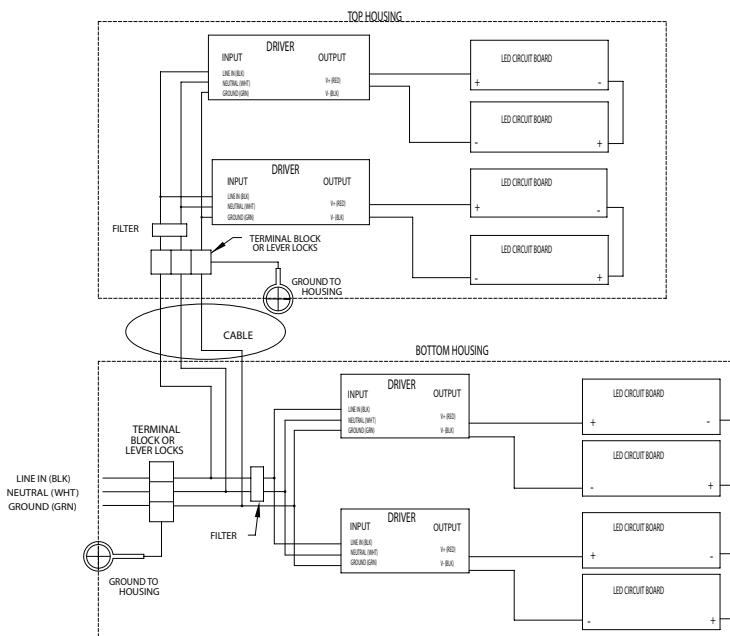 TOP HOUSING
DRIVER
INPUT
OUTPUT
LINE IN (BLK)
NEUTRAL (WHT)
GROUND (GRN)
V+ (RED)
V- (BLK)
LED CIRCUIT BOARD
+ -
LED CIRCUIT BOARD
- +
DRIVER
INPUT
OUTPUT
LINE IN (BLK)
NEUTRAL (WHT)
GROUND (GRN)
V+ (RED)
V- (BLK)
LED CIRCUIT BOARD
+ -
LED CIRCUIT BOARD
- +
FILTER
TERMINAL BLOCK
OR LEVER LOCKS
GROUND TO
HOUSING
CABLE
BOTTOM HOUSING
DRIVER
INPUT
OUTPUT
LINE IN (BLK)
NEUTRAL (WHT)
GROUND (GRN)
V+ (RED)
V- (BLK)
LED CIRCUIT BOARD
+ -
LED CIRCUIT BOARD
- +
TERMINAL
BLOCK OR
LEVER LOCKS
LINE IN (BLK)
NEUTRAL (WHT)
GROUND (GRN)
FILTER
DRIVER
INPUT
OUTPUT
LINE IN (BLK)
NEUTRAL (WHT)
GROUND (GRN)
V+ (RED)
V- (BLK)
LED CIRCUIT BOARD
+ -
LED CIRCUIT BOARD
- +
GROUND TO
HOUSING